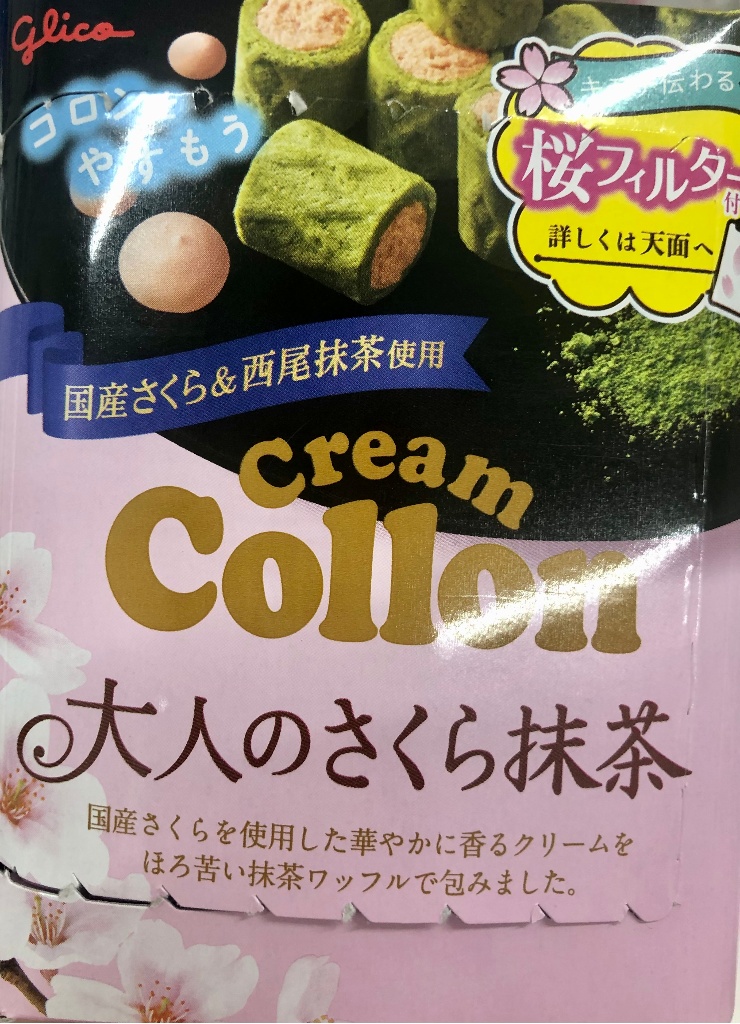 glico
コロン
やすもう
伝わる
桜フィルター
付
詳しくは天面へ
国産さくら&西尾抹茶使用
Cream
Collon
大人のさくら抹茶
国産さくらを使用した華やかに香るクリームを
ほろ苦い抹茶ワッフルで包みました。